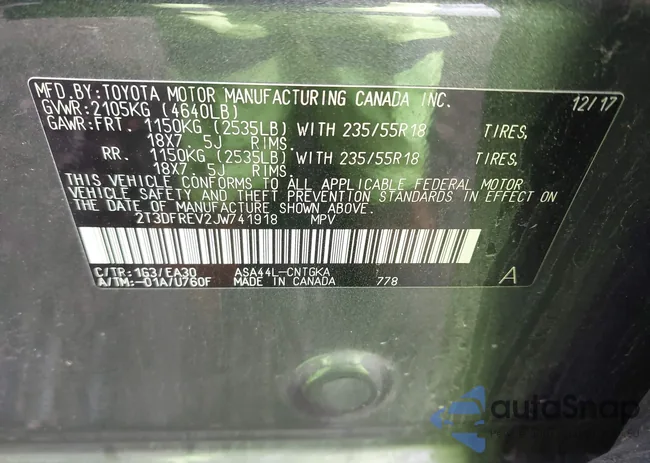 MFD.BY:TOYOTA MOTOR MANUFACTURING CANADA INC. 12/17
GVWR:2105KG (4640LB)
GAWR:FRT. 1150KG (2535LB) WITH 235/55R18 TIRES,
18X7. 5J RIMS.
RR. 1150KG (2535LB) WITH 235/55R18 TIRES,
18X7. 5J RIMS.
THIS VEHICLE CONFORMS TO ALL APPLICABLE FEDERAL MOTOR
VEHICLE SAFETY AND THEFT PREVENTION STANDARDS IN EFFECT ON
THE DATE OF MANUFACTURE SHOWN ABOVE.
2T3DFREV2JW741918 MPV
C/TR:1G3/EA30 ASA44L-CNTGKA
A/TM:-01A/U760F MADE IN CANADA 778 A
autoSnap